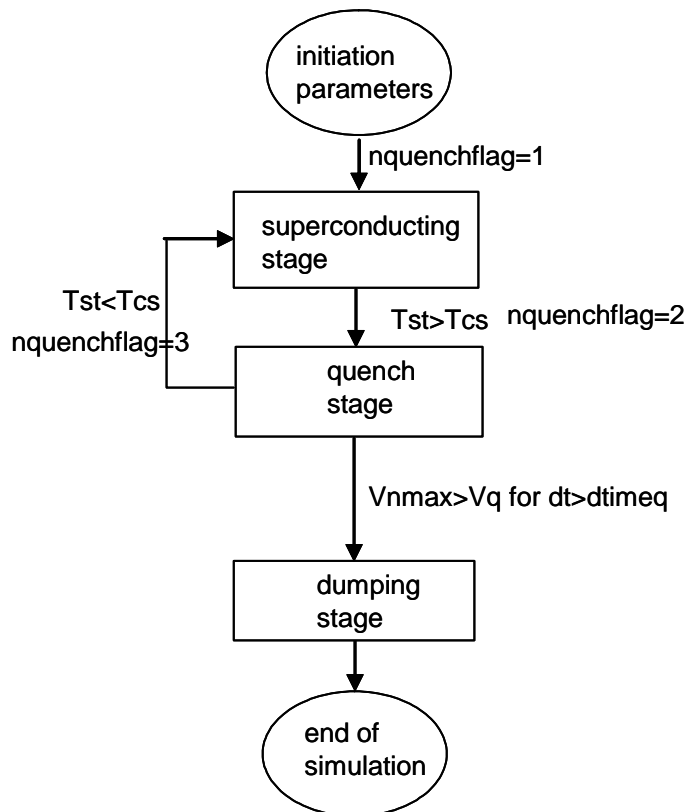 initiation
parameters
nquenchflag=1
superconducting
stage
Tst<Tcs
nquenchflag=3
Tst>Tcs
nquenchflag=2
quench
stage
Vnmax>Vq for dt>dtimeq
dumping
stage
end of
simulation